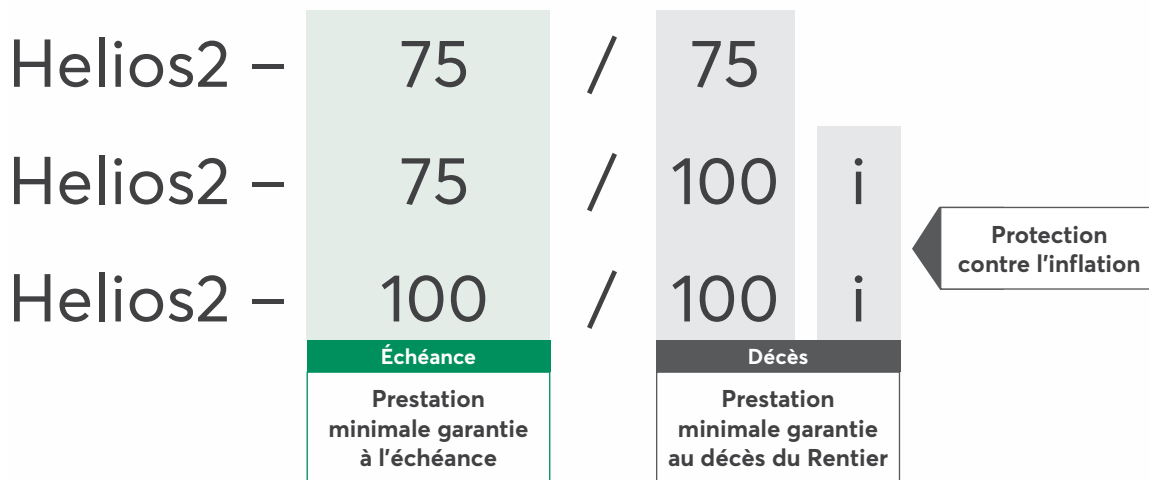 Helios2 – 75 / 75
Helios2 – 75 / 100 i
Helios2 – 100 / 100 i
Protection
contre l'inflation
Échéance
Prestation
minimale garantie
à l'échéance
Décès
Prestation
minimale garantie
au décès du Rentier